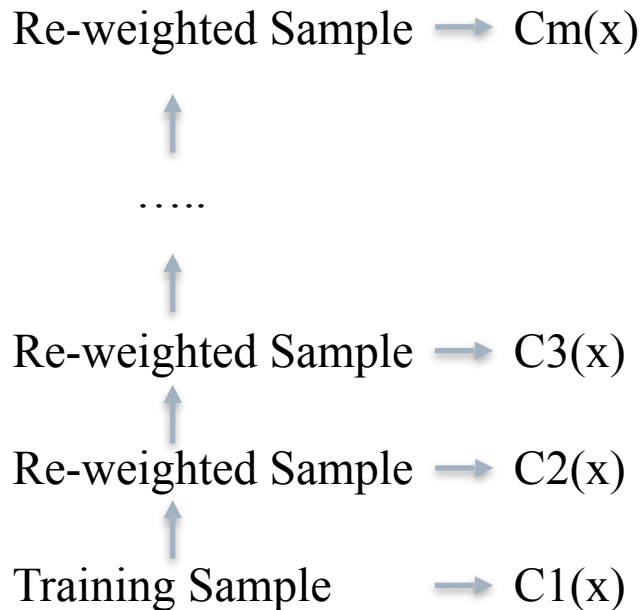 Re-weighted Sample Cm(x)
.....
Re-weighted Sample C3(x)
Re-weighted Sample C2(x)
Training Sample C1(x)